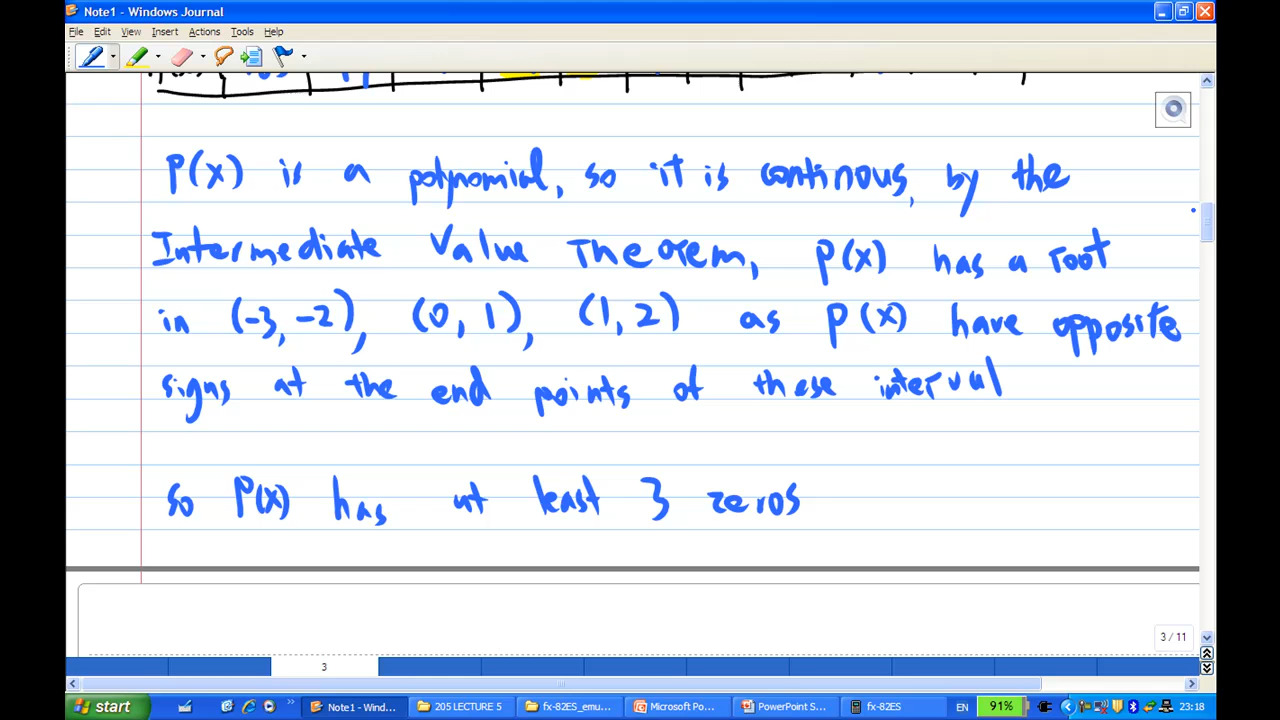 Note1 - Windows Journal
File Edit View Insert Actions Tools Help
P(x) is a polynomial, so it is continous, by the
Intermediate Value Theorem, P(x) has a root
in (-3, -2), (0, 1), (1, 2) as P(x) have opposite
signs at the end points of these interval
so P(x) has at least 3 zeros
3 / 11
3
start Note1 - Wind... 205 LECTURE 5 fx-82ES_emu... Microsoft Po... PowerPoint S... fx-82ES EN 91% 23:18